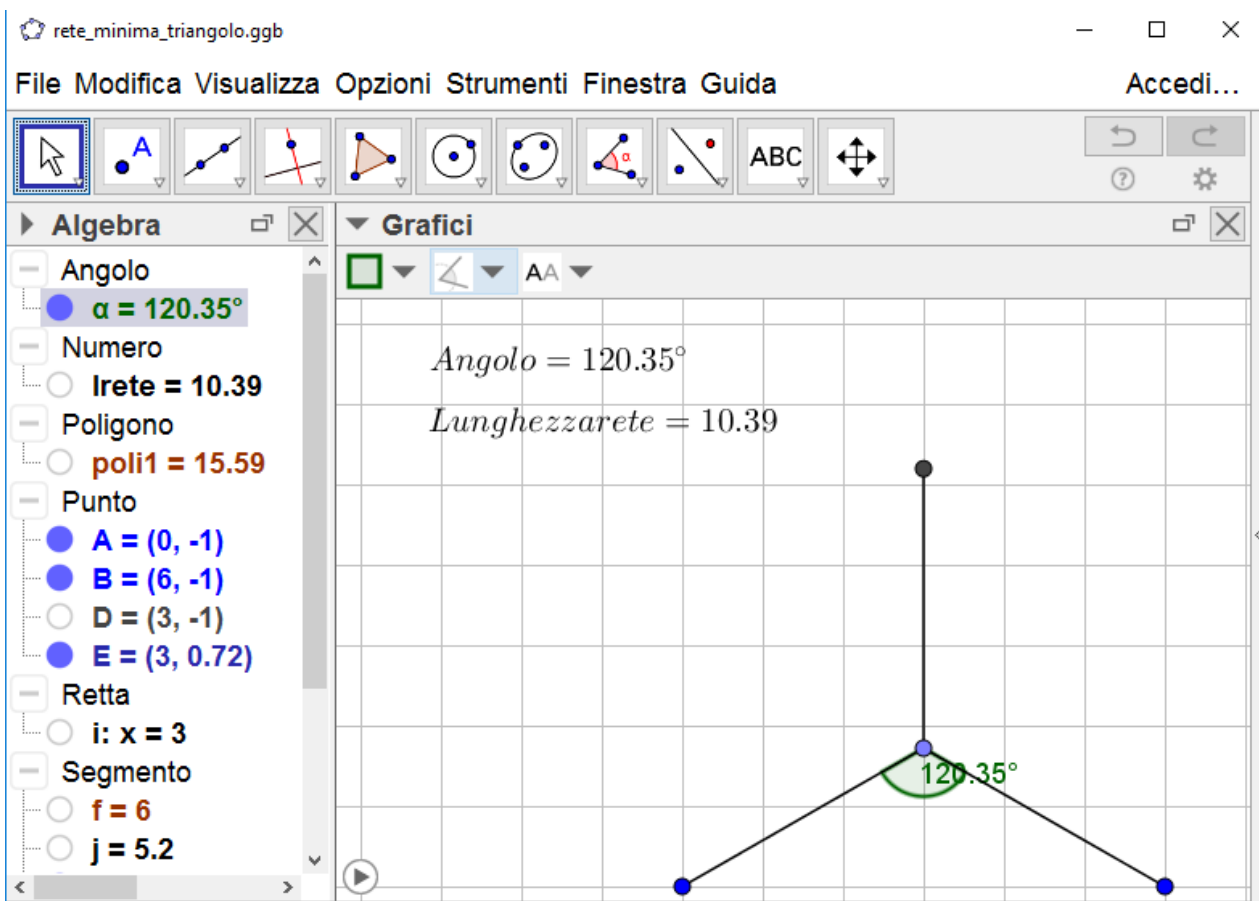 rete_minima_triangolo.ggb
File Modifica Visualizza Opzioni Strumenti Finestra Guida Accedi...
A α ABC
Algebra
Grafici
AA
Angolo
α = 120.35°
Numero
lrete = 10.39
Poligono
poli1 = 15.59
Punto
A = (0, -1)
B = (6, -1)
D = (3, -1)
E = (3, 0.72)
Retta
i: x = 3
Segmento
f = 6
j = 5.2
Angolo = 120.35°
Lunghezzarete = 10.39
120.35°